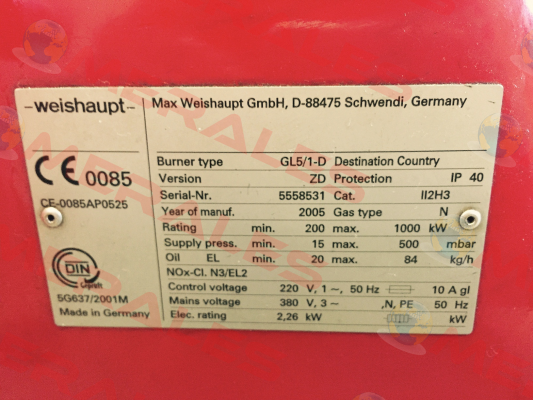 -weishaupt-
Max Weishaupt GmbH, D-88475 Schwendi, Germany
CE 0085
CE-0085AP0525
DIN
Geprüft
5G637/2001M
Made in Germany
Burner type GL5/1-D Destination Country
Version ZD Protection IP 40
Serial-Nr. 5558531 Cat. II2H3
Year of manuf. 2005 Gas type N
Rating min. 200 max. 1000 kW
Supply press. min. 15 max. 500 mbar
Oil EL min. 20 max. 84 kg/h
NOx-Cl. N3/EL2
Control voltage 220 V, 1~, 50 Hz 10 A gl
Mains voltage 380 V, 3~ ,N, PE 50 Hz
Elec. rating 2,26 kW kW
MERALES